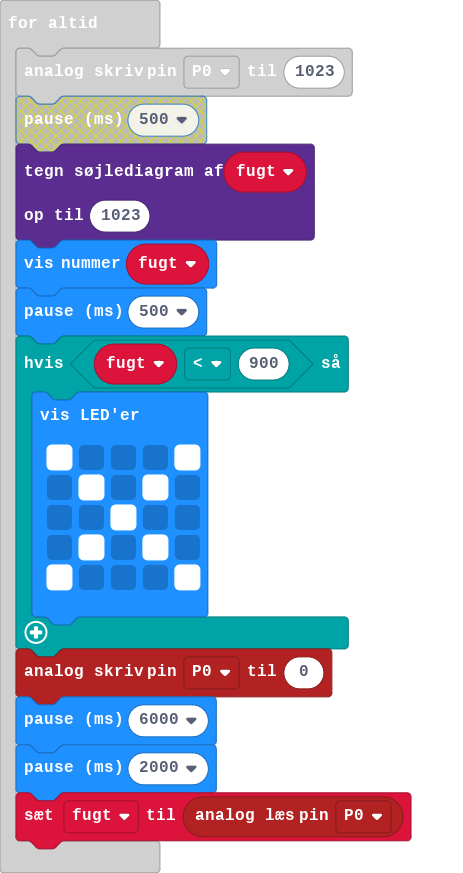 for altid
analog skriv pin P0 til 1023
pause (ms) 500
tegn søjlediagram af fugt
op til 1023
vis nummer fugt
pause (ms) 500
hvis fugt < 900 så
vis LED'er
analog skriv pin P0 til 0
pause (ms) 6000
pause (ms) 2000
sæt fugt til analog læs pin P0